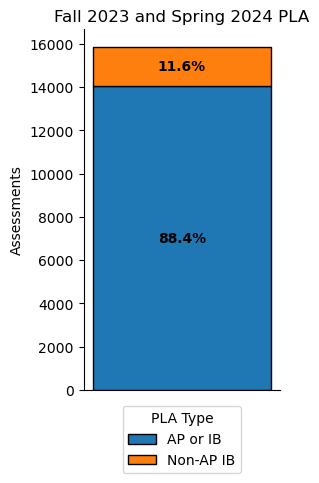 Fall 2023 and Spring 2024 PLA
16000
14000
12000
10000
8000
6000
4000
2000
0
Assessments
11.6%
88.4%
PLA Type
AP or IB
Non-AP IB